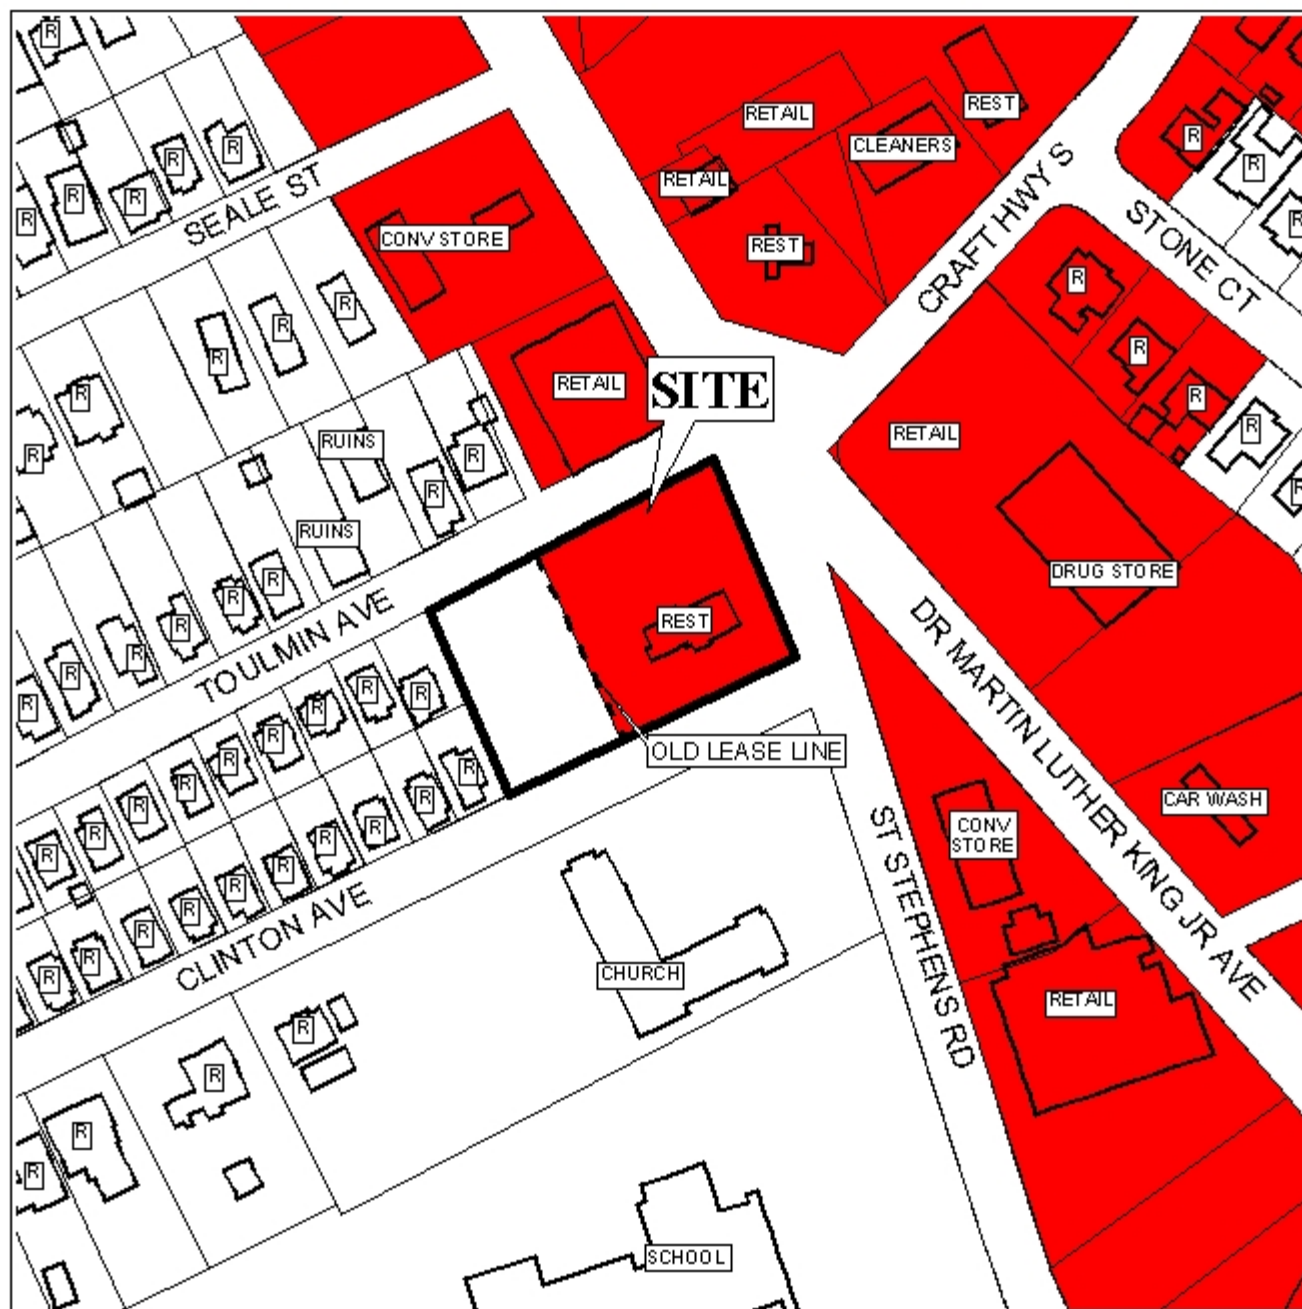 R
R
REST
RETAIL
CLEANERS
R
R
R
R
RETAIL
R
R
R
R
SEALE ST
CRAFT HWY S
STONE CT
CONV STORE
REST
R
R
R
R
R
R
RETAIL
SITE
R
R
R
RETAIL
R
RUINS
R
R
R
R
RUINS
DRUG STORE
R
R
TOULMIN AVE
REST
R
R
R
R
DR MARTIN LUTHER KING JR AVE
R
R
R
R
R
R
OLD LEASE LINE
R
R
R
R
CAR WASH
R
R
R
R
R
ST STEPHENS RD
CONV
STORE
R
R
R
R
R
R
CLINTON AVE
R
R
CHURCH
RETAIL
R
R
R
R
SCHOOL